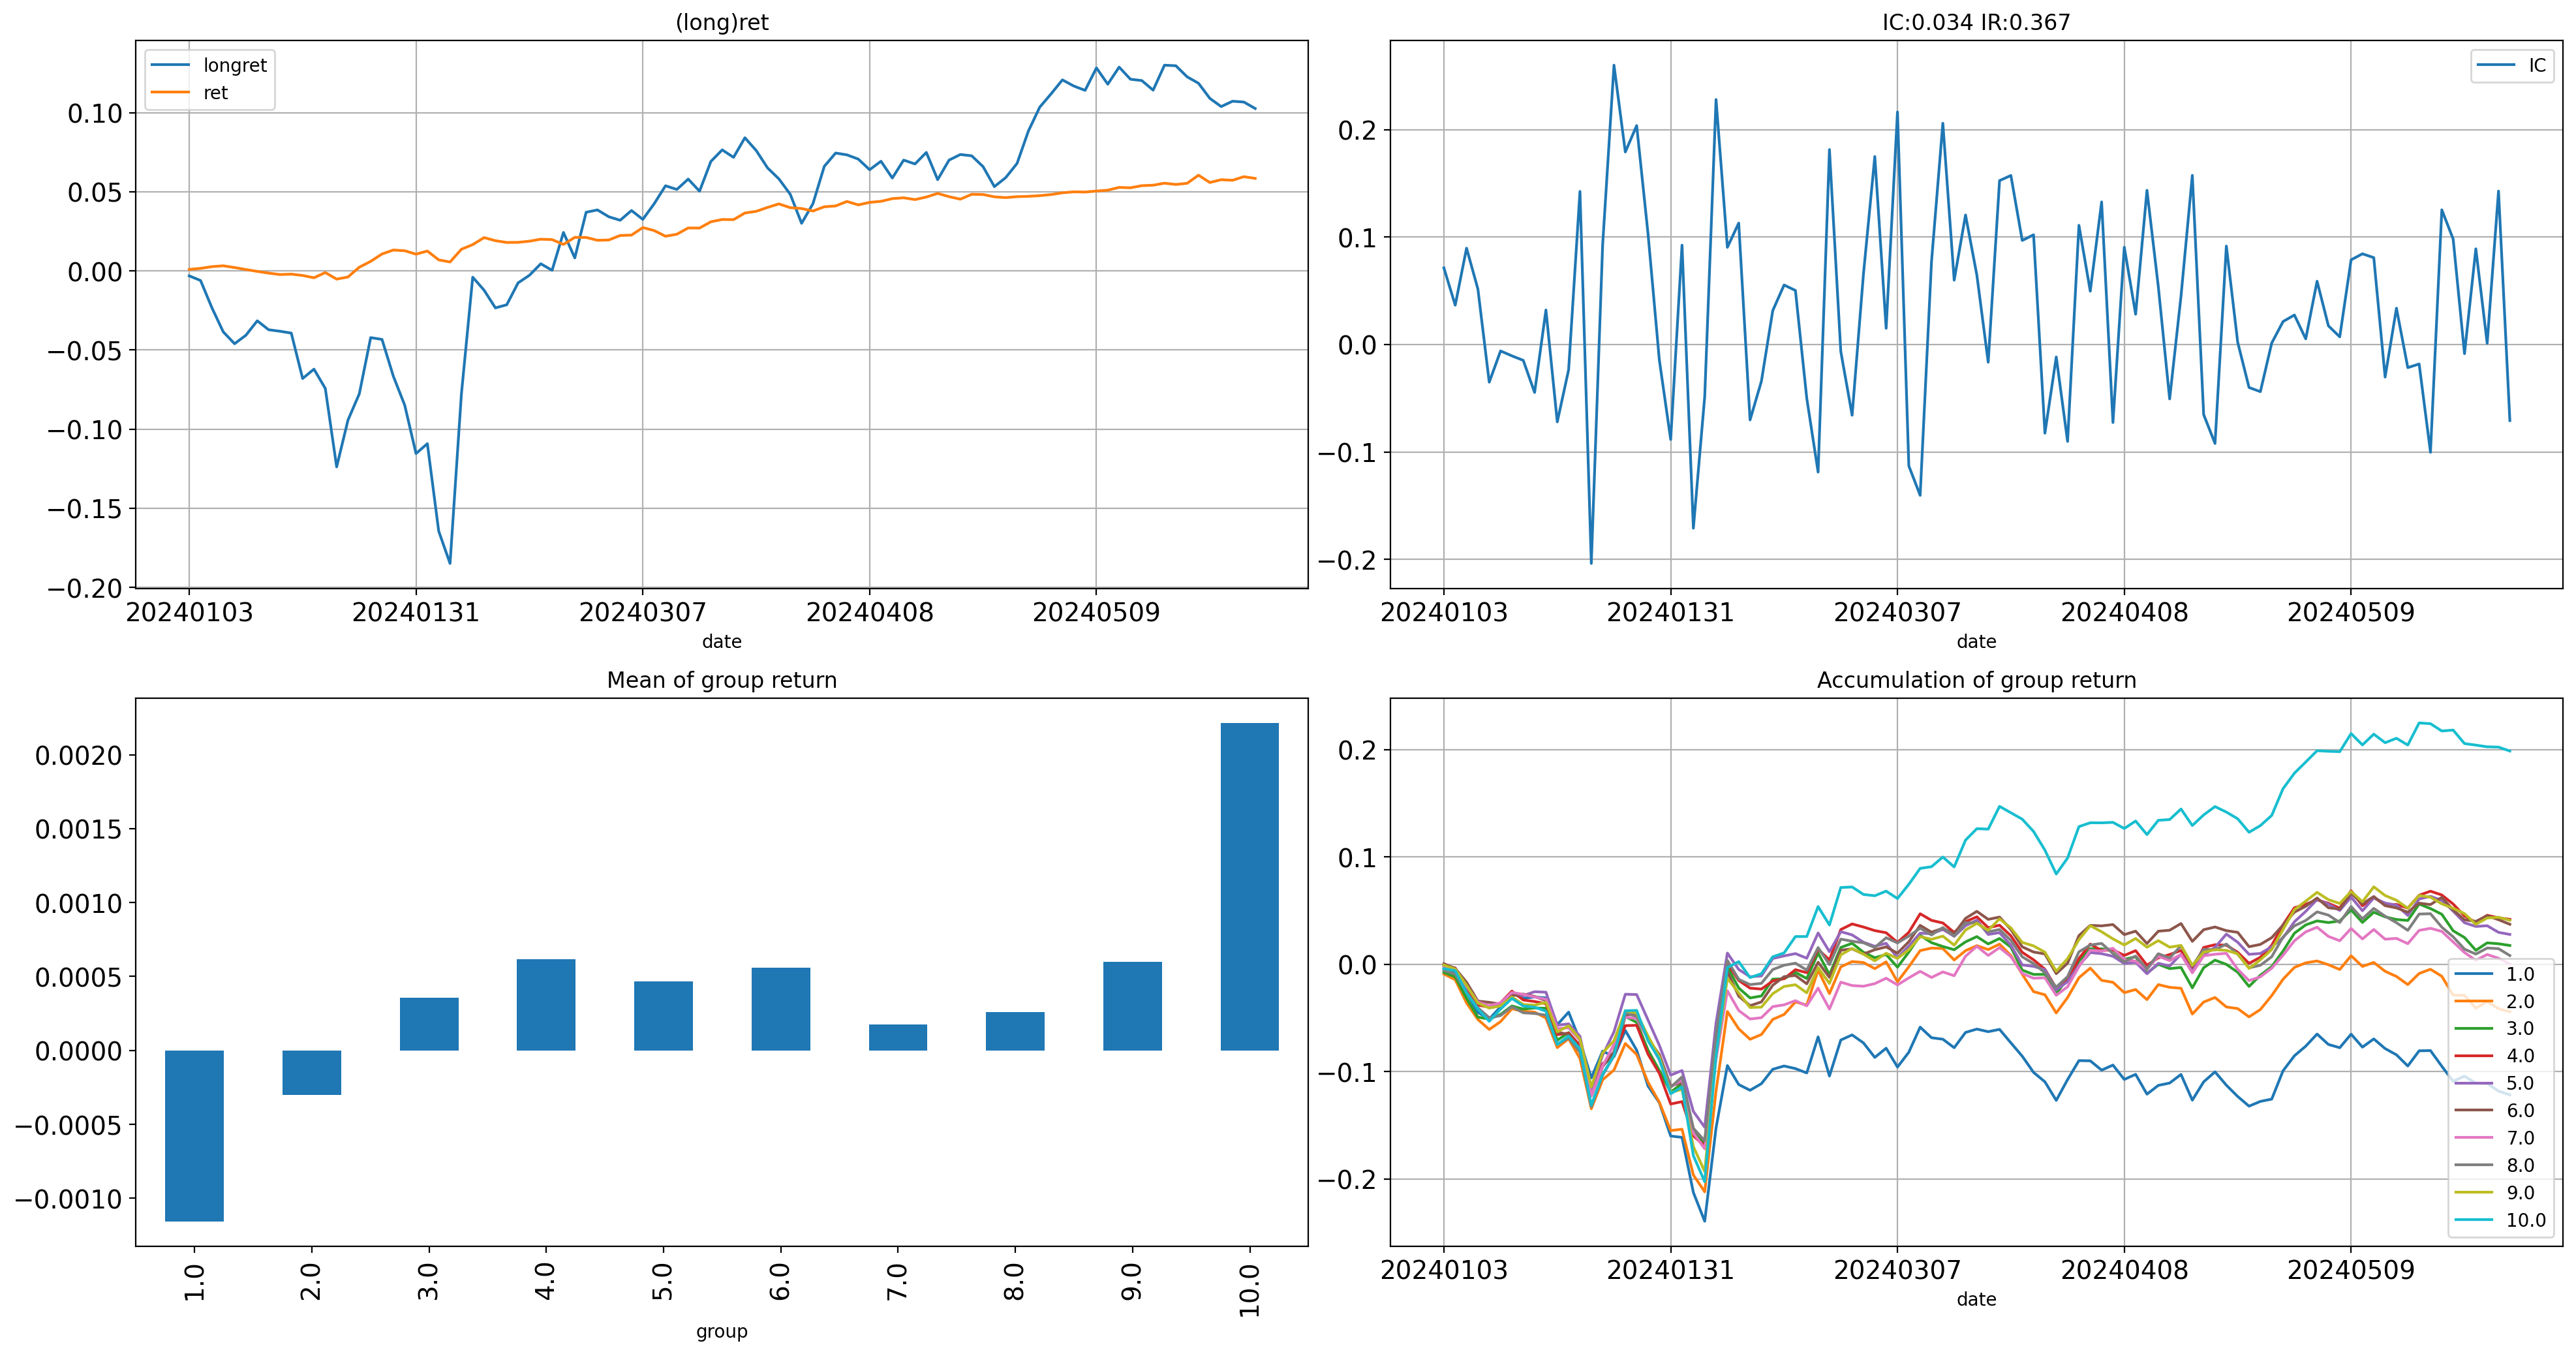 (long)ret
longret
ret
0.10
0.05
0.00
−0.05
−0.10
−0.15
−0.20
20240103 20240131 20240307 20240408 20240509
date
IC:0.034 IR:0.367
IC
0.2
0.1
0.0
−0.1
−0.2
20240103 20240131 20240307 20240408 20240509
date
Mean of group return
0.0020
0.0015
0.0010
0.0005
0.0000
−0.0005
−0.0010
1.0 2.0 3.0 4.0 5.0 6.0 7.0 8.0 9.0 10.0
group
Accumulation of group return
0.2
0.1
0.0
−0.1
−0.2
1.0
2.0
3.0
4.0
5.0
6.0
7.0
8.0
9.0
10.0
20240103 20240131 20240307 20240408 20240509
date